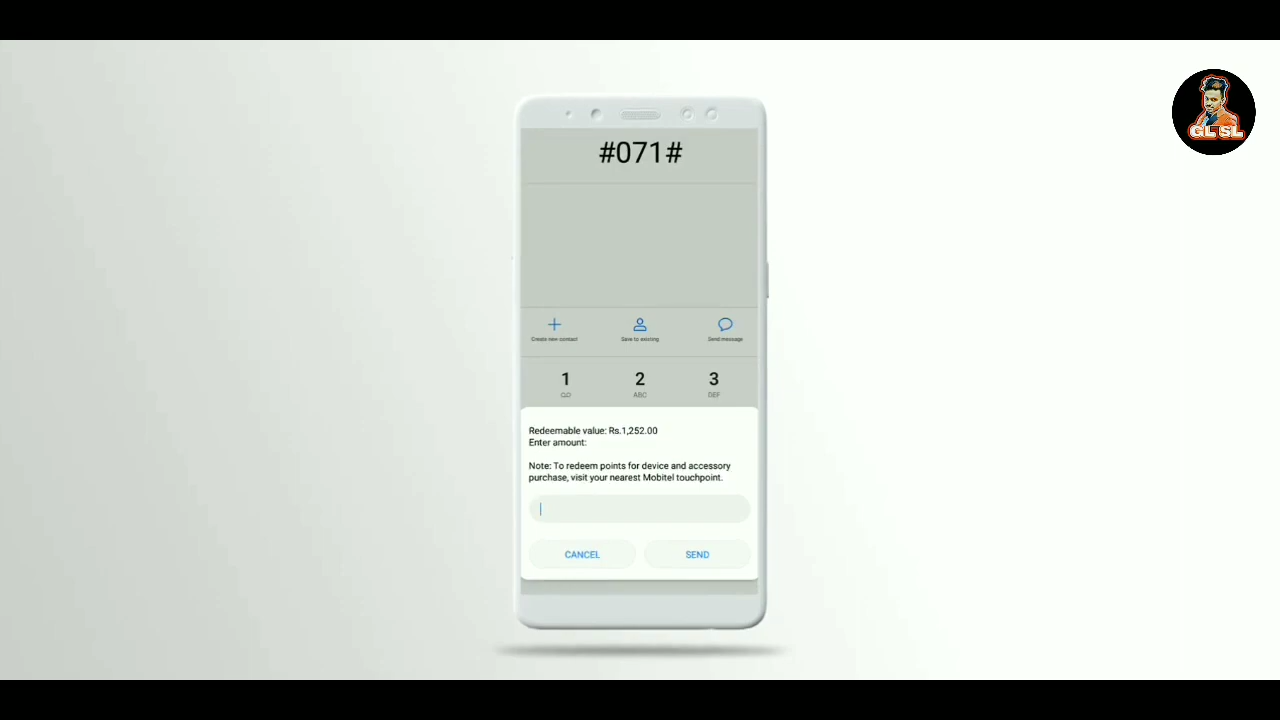 GL SL
#071#
Create new contact
Save to existing
Send message
1
2
3
ABC
DEF
Redeemable value: Rs.1,252.00
Enter amount:
Note: To redeem points for device and accessory
purchase, visit your nearest Mobitel touchpoint.
CANCEL
SEND